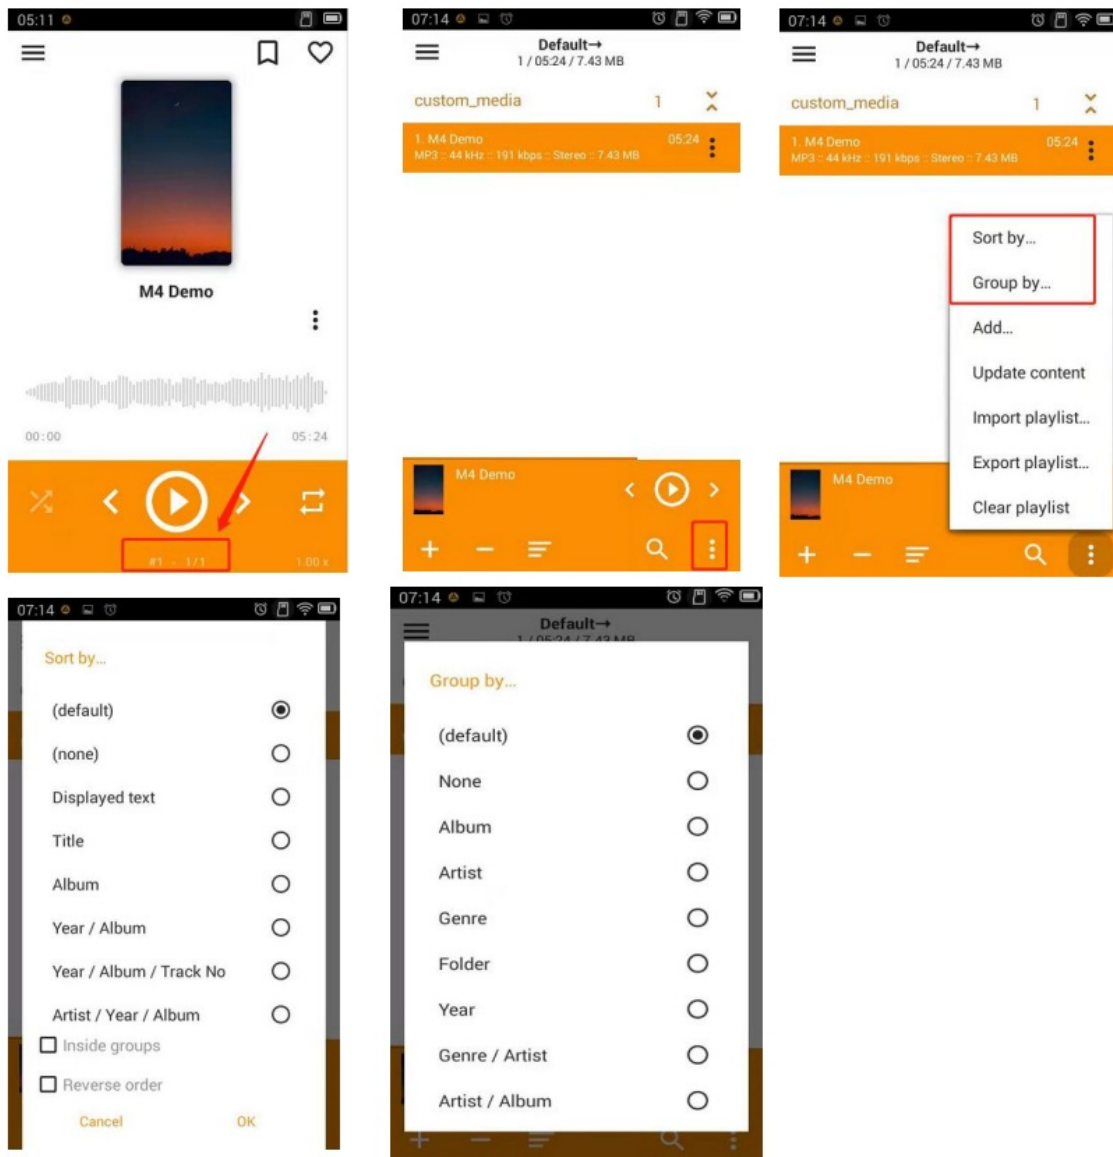 05:11
M4 Demo
00:00
05:24
#1 - 1/1
1.00 x
07:14
Default→
1 / 05:24 / 7.43 MB
custom_media 1
1. M4 Demo 05:24
MP3 :: 44 kHz :: 191 kbps :: Stereo :: 7.43 MB
M4 Demo
07:14
Default→
1 / 05:24 / 7.43 MB
custom_media 1
1. M4 Demo 05:24
MP3 :: 44 kHz :: 191 kbps :: Stereo :: 7.43 MB
Sort by...
Group by...
Add...
Update content
Import playlist...
Export playlist...
Clear playlist
M4 Demo
07:14
Sort by...
(default)
(none)
Displayed text
Title
Album
Year / Album
Year / Album / Track No
Artist / Year / Album
Inside groups
Reverse order
Cancel OK
07:14
Default→
1 / 05:24 / 7.43 MB
Group by...
(default)
None
Album
Artist
Genre
Folder
Year
Genre / Artist
Artist / Album